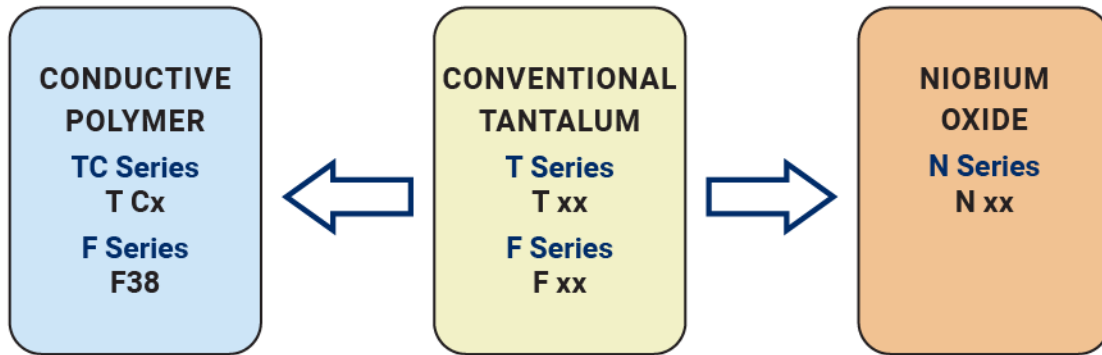 CONDUCTIVE
POLYMER
TC Series
T Cx
F Series
F38
CONVENTIONAL
TANTALUM
T Series
T xx
F Series
F xx
NIOBIUM
OXIDE
N Series
N xx